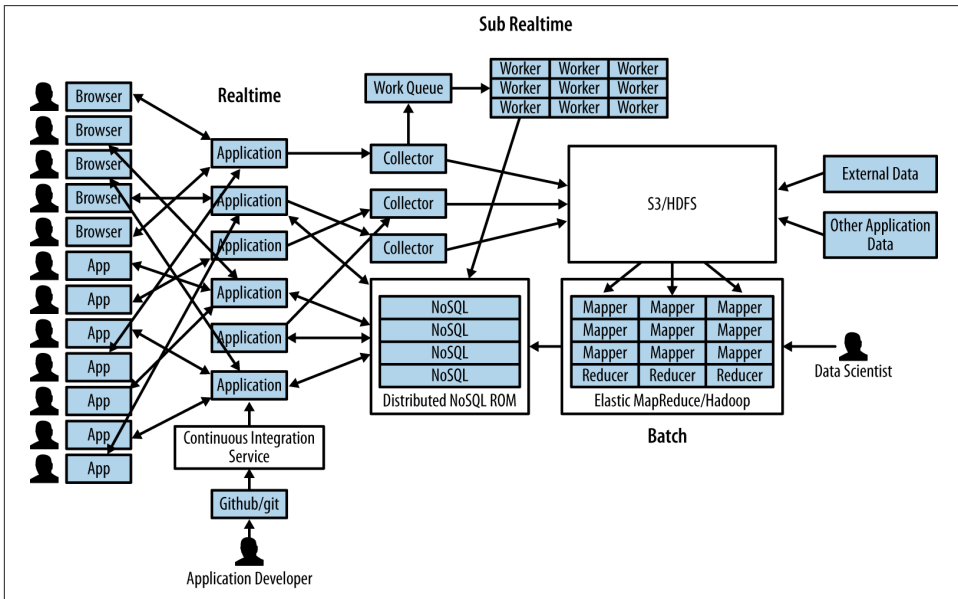 Sub Realtime
Realtime
Browser
Browser
Browser
Browser
Browser
App
App
App
App
App
App
App
Application
Application
Application
Application
Application
Application
Continuous Integration
Service
Github/git
Application Developer
Work Queue
Collector
Collector
Collector
Worker Worker Worker
Worker Worker Worker
Worker Worker Worker
S3/HDFS
External Data
Other Application
Data
NoSQL
NoSQL
NoSQL
NoSQL
Distributed NoSQL ROM
Mapper Mapper Mapper
Mapper Mapper Mapper
Mapper Mapper Mapper
Reducer Reducer Reducer
Elastic MapReduce/Hadoop
Batch
Data Scientist